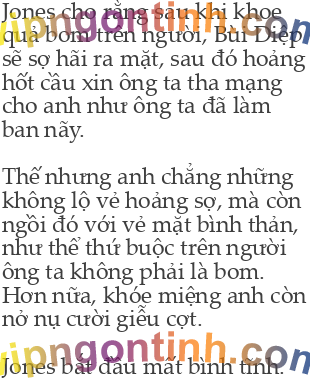 Jones cho rằng sau khi khoe
quả bom trên người, Bùi Diệp
sẽ sợ hãi ra mặt, sau đó hoảng
hốt cầu xin ông ta tha mạng
cho anh như ông ta đã làm
ban nãy.
Thế nhưng anh chẳng những
không lộ vẻ hoảng sợ, mà còn
ngồi đó với vẻ mặt bình thản,
như thể thứ buộc trên người
ông ta không phải là bom.
Hơn nữa, khóe miệng anh còn
nở nụ cười giễu cợt.
vipngontinh.com
Jones bắt đầu mất bình tĩnh.